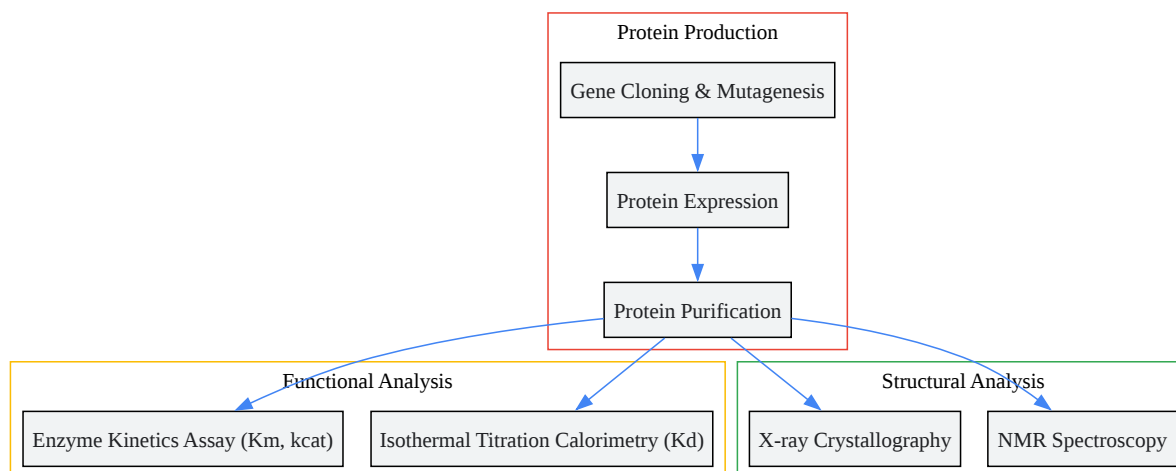 Protein Production
Gene Cloning & Mutagenesis
Protein Expression
Protein Purification
Functional Analysis
Enzyme Kinetics Assay (Km, kcat)
Isothermal Titration Calorimetry (Kd)
Structural Analysis
X-ray Crystallography
NMR Spectroscopy